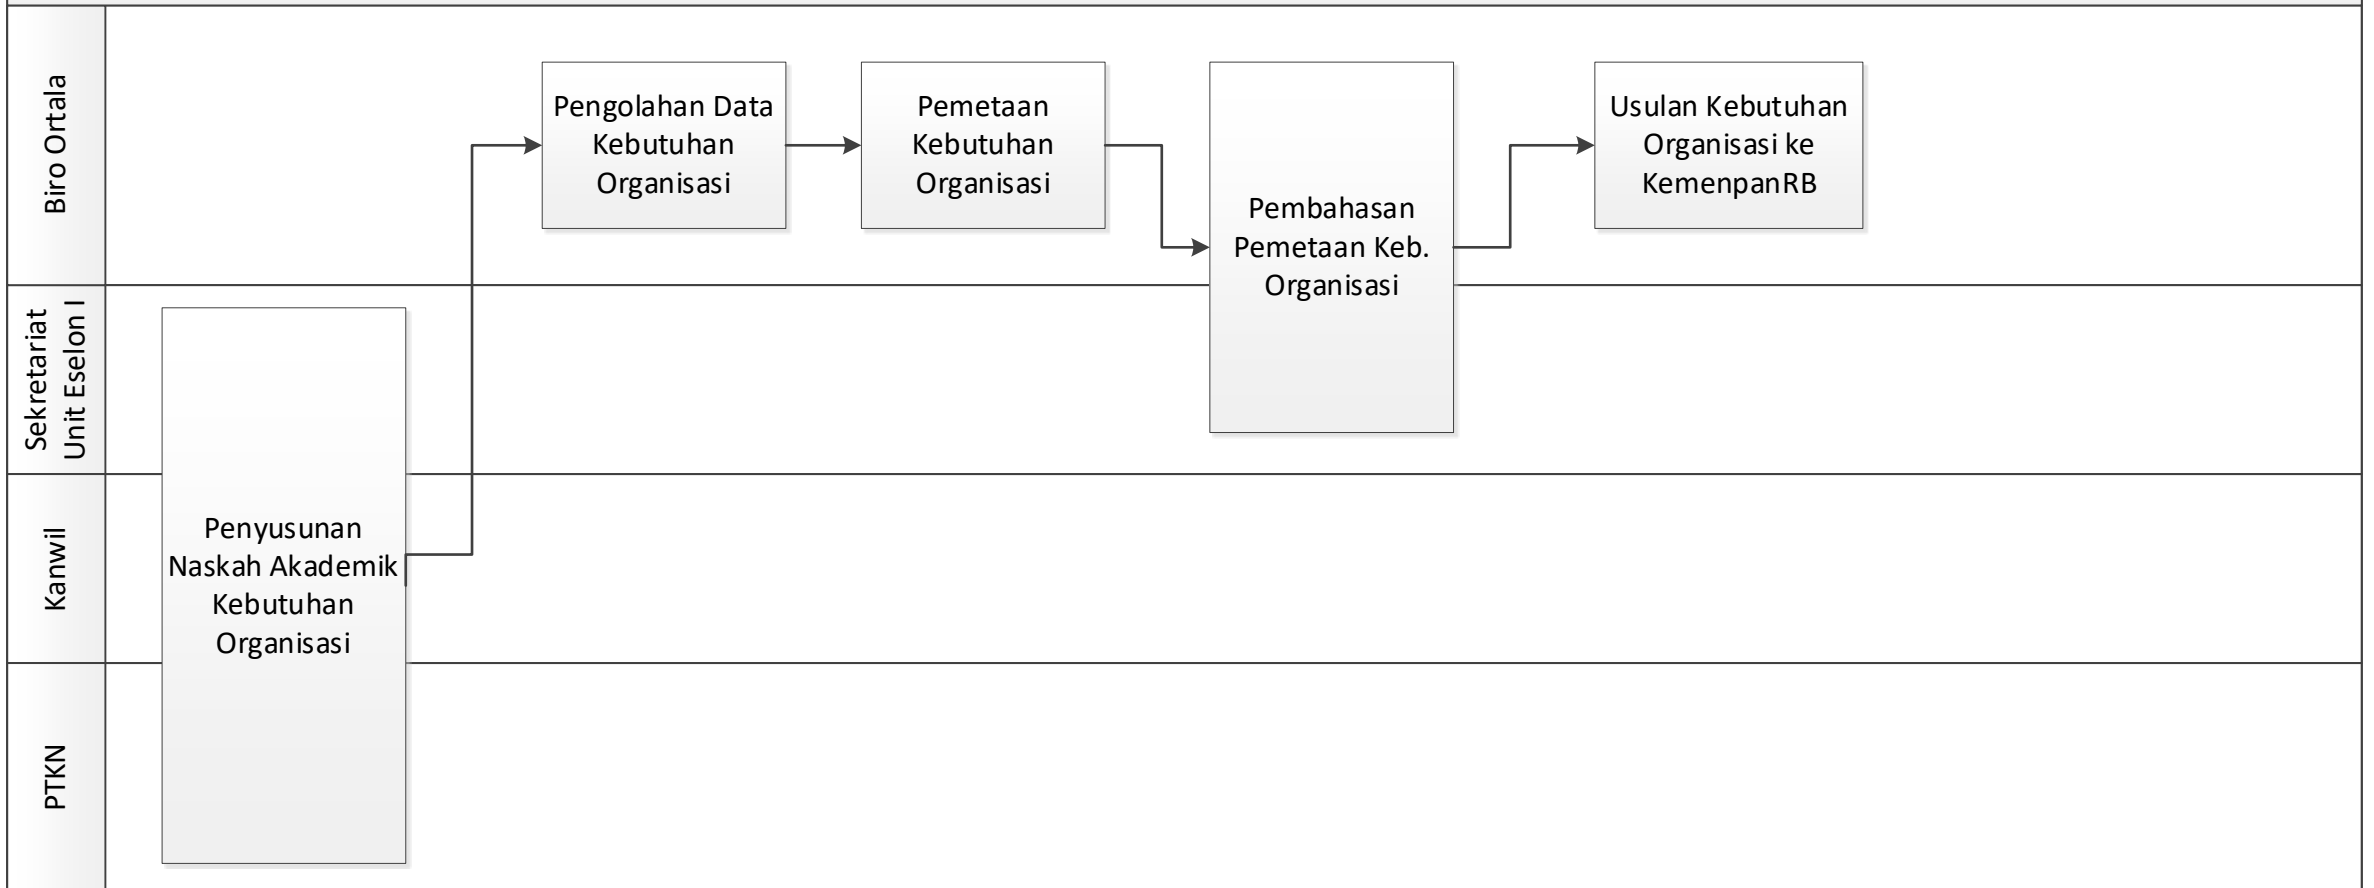 Biro Ortala
Pengolahan Data
Kebutuhan
Organisasi
Pemetaan
Kebutuhan
Organisasi
Pembahasan
Pemetaan Keb.
Organisasi
Usulan Kebutuhan
Organisasi ke
KemenpanRB
Sekretariat
Unit Eselon I
Kanwil
Penyusunan
Naskah Akademik
Kebutuhan
Organisasi
PTKN